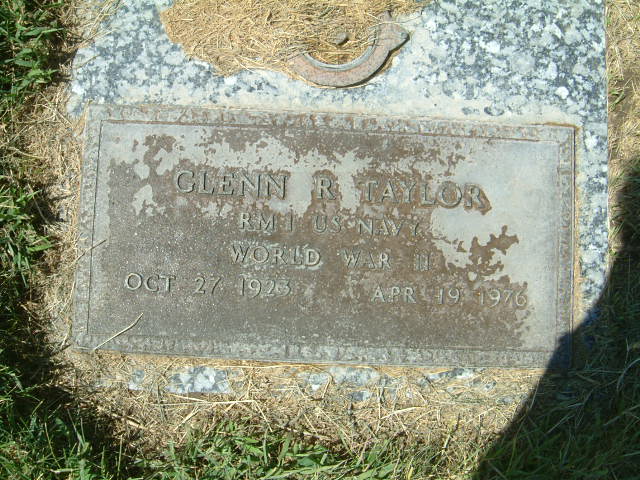 GLENN R TAYLOR
RM1 US NAVY
WORLD WAR II
OCT 27 1923 APR 19 1976